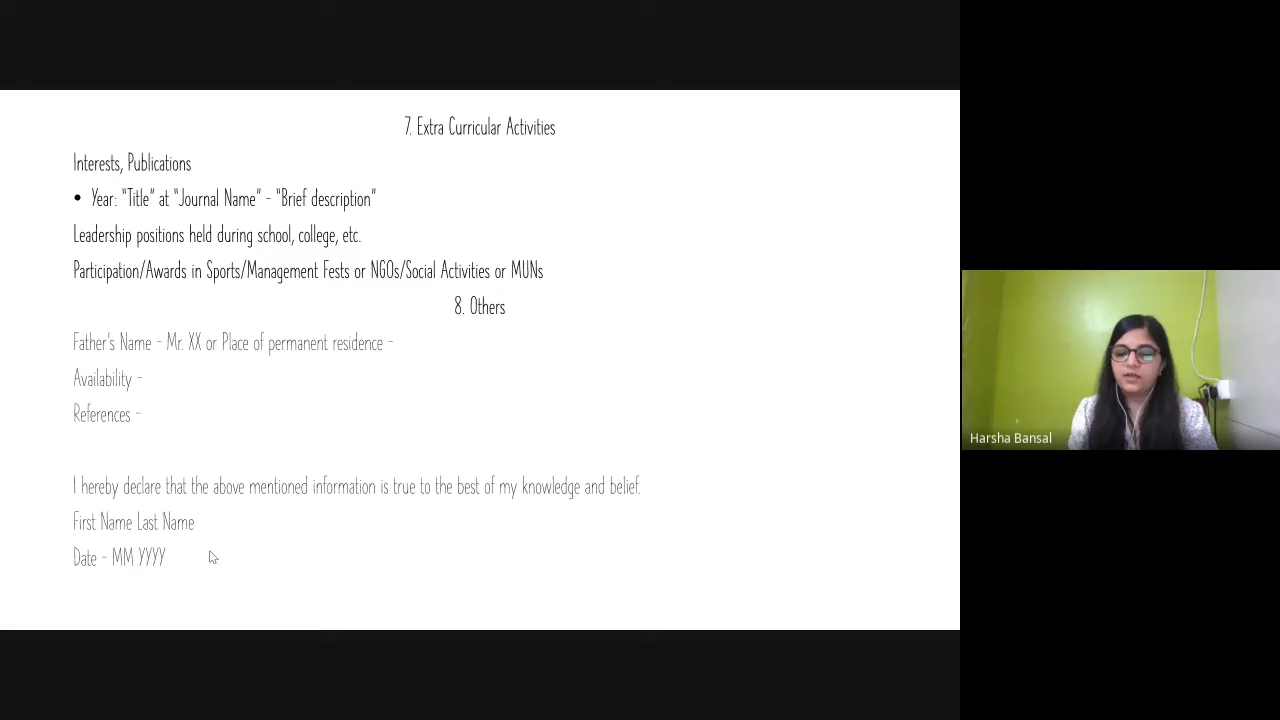 7. Extra Curricular Activities
Interests, Publications
• Year: “Title” at “Journal Name” - “Brief description”
Leadership positions held during school, college, etc.
Participation/Awards in Sports/Management Fests or NGOs/Social Activities or MUNs
8. Others
Father's Name - Mr. XX or Place of permanent residence -
Availability -
References -
I hereby declare that the above mentioned information is true to the best of my knowledge and belief.
First Name Last Name
Date - MM YYYY
Harsha Bansal